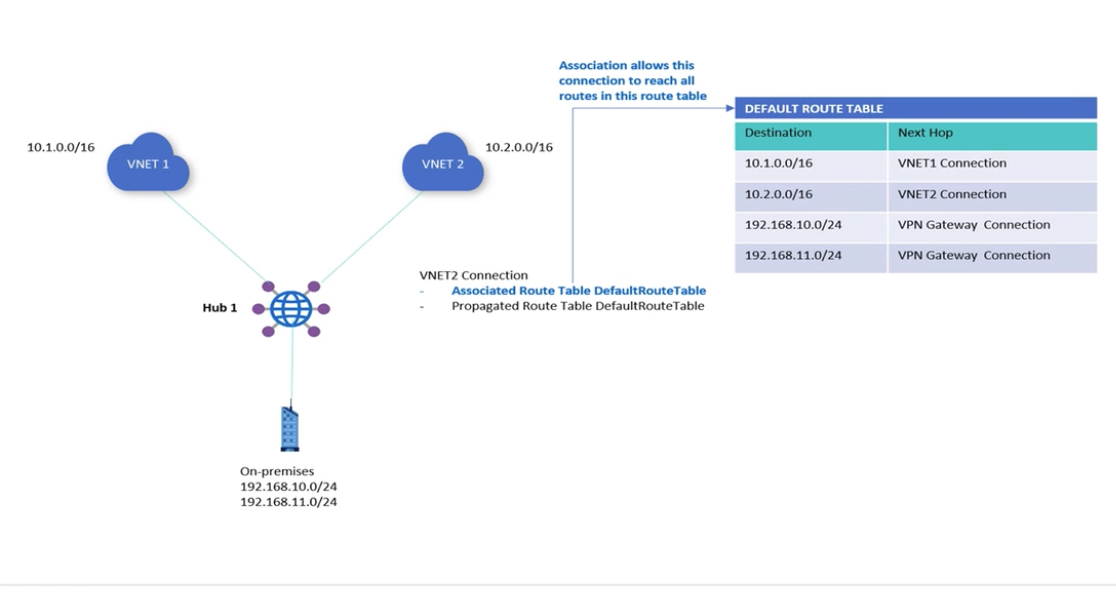 Association allows this
connection to reach all
routes in this route table
DEFAULT ROUTE TABLE
Destination Next Hop
10.1.0.0/16 VNET1 Connection
10.2.0.0/16 VNET2 Connection
192.168.10.0/24 VPN Gateway Connection
192.168.11.0/24 VPN Gateway Connection
10.1.0.0/16
VNET 1
VNET 2
10.2.0.0/16
VNET2 Connection
- Associated Route Table DefaultRouteTable
- Propagated Route Table DefaultRouteTable
Hub 1
On-premises
192.168.10.0/24
192.168.11.0/24